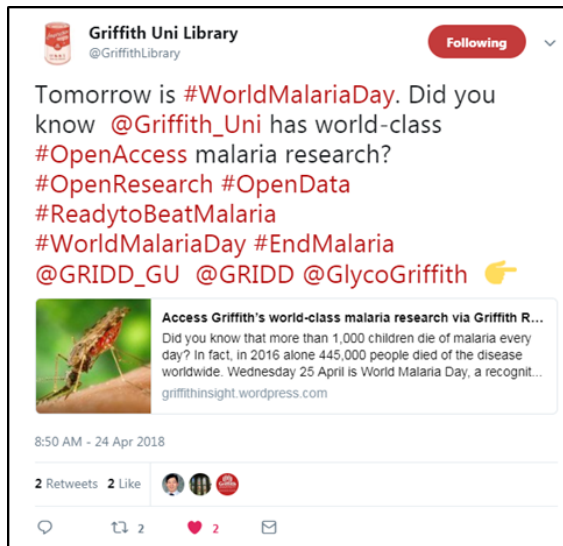 Griffith Uni Library
@GriffithLibrary
Following
Tomorrow is #WorldMalariaDay. Did you
know @Griffith_Uni has world-class
#OpenAccess malaria research?
#OpenResearch #OpenData
#ReadytoBeatMalaria
#WorldMalariaDay #EndMalaria
@GRIDD_GU @GRIDD @GlycoGriffith 👉
Access Griffith's world-class malaria research via Griffith R...
Did you know that more than 1,000 children die of malaria every
day? In fact, in 2016 alone 445,000 people died of the disease
worldwide. Wednesday 25 April is World Malaria Day, a recognit...
griffithinsight.wordpress.com
8:50 AM - 24 Apr 2018
2 Retweets 2 Like
2 2